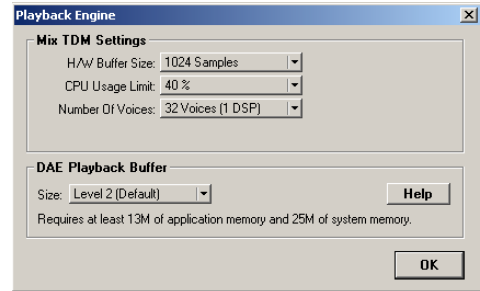 Playback Engine
Mix TDM Settings
H/W Buffer Size: 1024 Samples
CPU Usage Limit: 40 %
Number Of Voices: 32 Voices (1 DSP)
DAE Playback Buffer
Size: Level 2 (Default) Help
Requires at least 13M of application memory and 25M of system memory.
OK